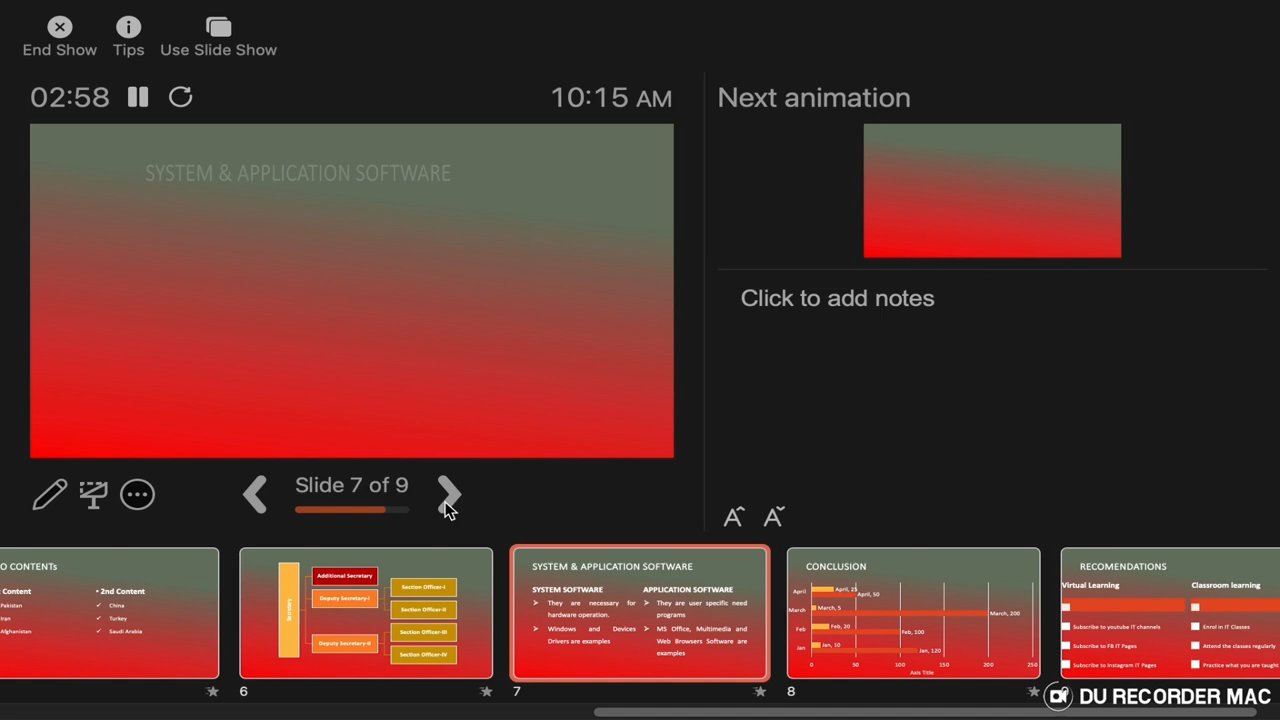 End Show
Tips
Use Slide Show
02:58
10:15 AM
Next animation
SYSTEM & APPLICATION SOFTWARE
Click to add notes
Slide 7 of 9
O CONTENTs
Content
Pakistan
Iran
Afghanistan
• 2nd Content
✓ China
✓ Turkey
✓ Saudi Arabia
Secretary
Additional Secretary
Deputy Secretary-I
Deputy Secretary-II
Section Officer-I
Section Officer-II
Section Officer-III
Section Officer-IV
6
SYSTEM & APPLICATION SOFTWARE
SYSTEM SOFTWARE
➤ They are necessary for
hardware operation.
➤ Windows and Devices
Drivers are examples
APPLICATION SOFTWARE
➤ They are user specific need
programs
➤ MS Office, Multimedia and
Web Browsers Software are
examples
7
CONCLUSION
April
April, 25
April, 50
March
March, 5
March, 200
Feb
Feb, 20
Feb, 100
Jan
Jan, 10
Jan, 120
0 50 100 150 200 250
Axis Title
8
RECOMENDATIONS
Virtual Learning
Subscribe to youtube IT channels
Subscribe to FB IT Pages
Subscribe to Instagram IT Pages
Classroom learning
Enrol in IT Classes
Attend the classes regularly
Practice what you are taught
DU RECORDER MAC